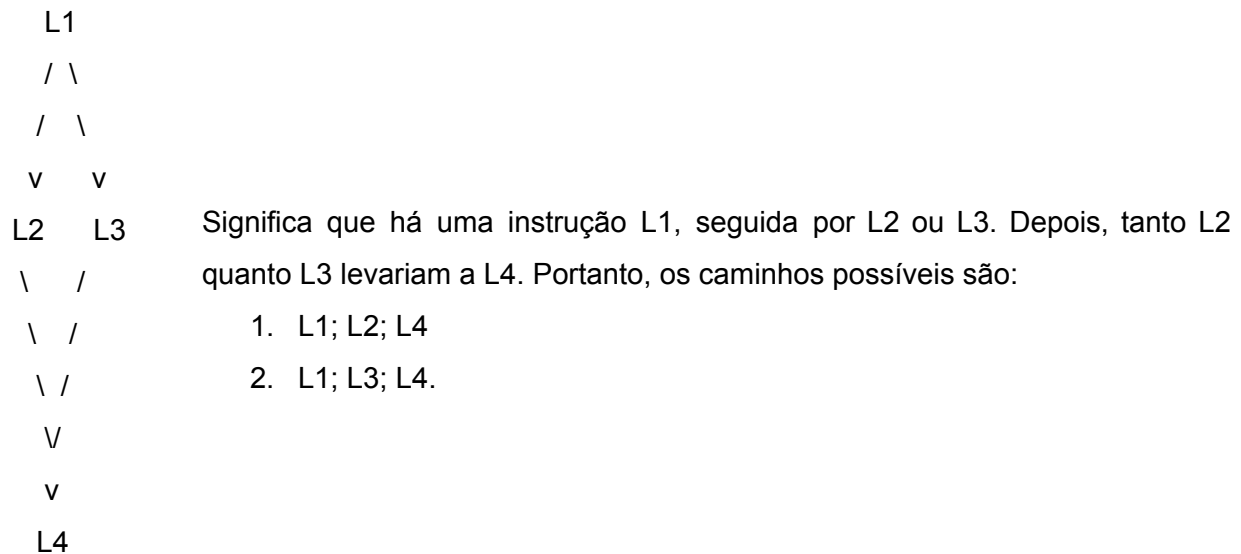 L1
/ \
/ \
v v
L2 L3
\ /
\ /
\ /
\/
v
L4
Significa que há uma instrução L1, seguida por L2 ou L3. Depois, tanto L2
quanto L3 levariam a L4. Portanto, os caminhos possíveis são:
1. L1; L2; L4
2. L1; L3; L4.